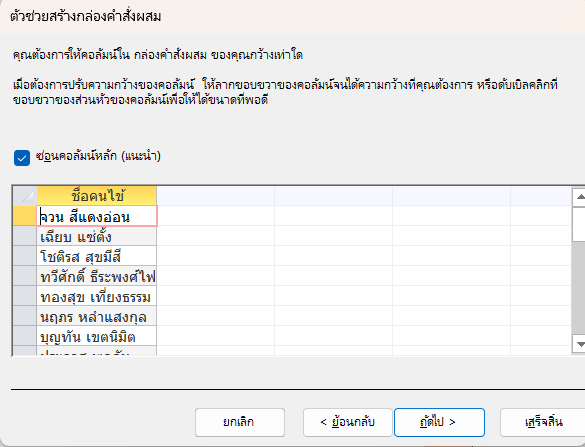 ตัวช่วยสร้างกล่องคำสั่งผสม
คุณต้องการให้คอลัมน์ใน กล่องคำสั่งผสม ของคุณกว้างเท่าใด
เมื่อต้องการปรับความกว้างของคอลัมน์ ให้ลากขอบขวาของคอลัมน์จนได้ความกว้างที่คุณต้องการ หรือดับเบิลคลิกที่
ขอบขวาของส่วนหัวของคอลัมน์เพื่อให้ได้ขนาดที่พอดี
ซ่อนคอลัมน์หลัก (แนะนำ)
ชื่อคนไข้
จวน สีแดงอ่อน
เฉียบ แซ่ตั้ง
โชติรส สุขมีสี
ทวีศักดิ์ ธีระพงศ์ไพ
ทองสุข เที่ยงธรรม
นฤภร หล่าแสงกุล
บุญทัน เขตนิมิต
ยกเลิก
< ย้อนกลับ
ถัดไป >
เสร็จสิ้น